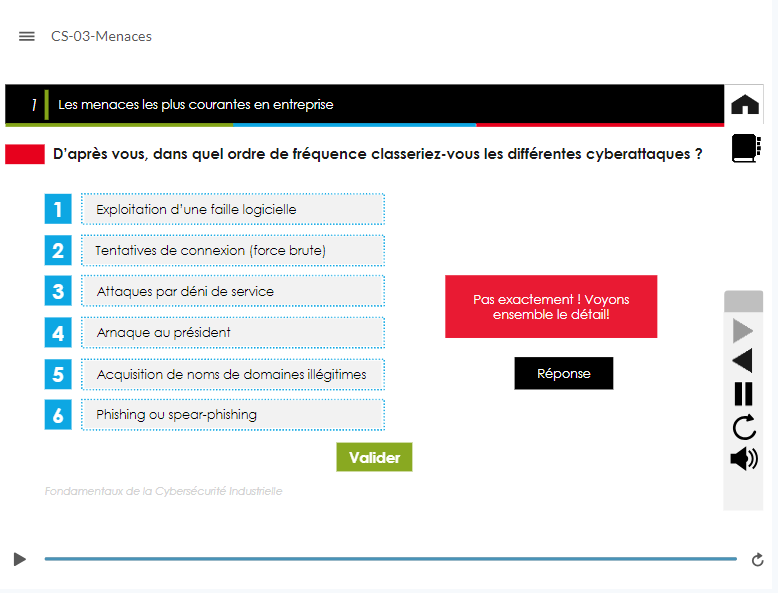 CS-03-Menaces
1 Les menaces les plus courantes en entreprise
D'après vous, dans quel ordre de fréquence classeriez-vous les différentes cyberattaques ?
1 Exploitation d'une faille logicielle
2 Tentatives de connexion (force brute)
3 Attaques par déni de service
4 Arnaque au président
5 Acquisition de noms de domaines illégitimes
6 Phishing ou spear-phishing
Pas exactement ! Voyons
ensemble le détail!
Réponse
Valider
Fondamentaux de la Cybersécurité Industrielle